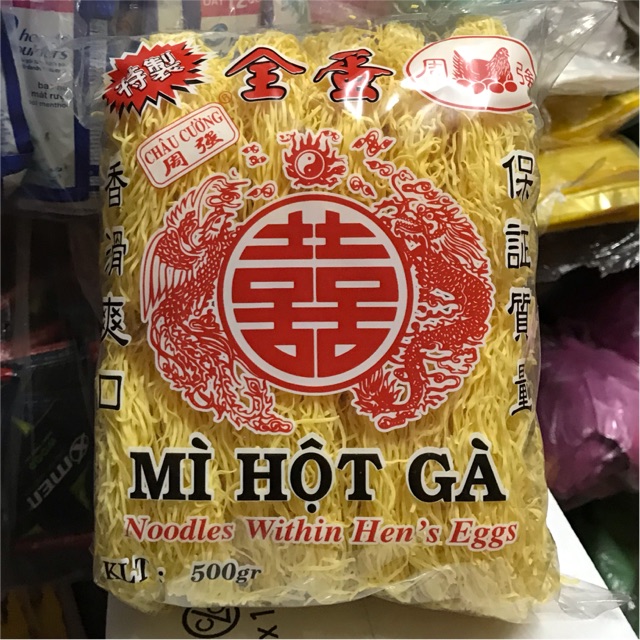 特製
全蛋
周 強
CHÂU CƯỜNG
周強
香滑爽口
保証質量
囍
MÌ HỘT GÀ
Noodles Within Hen's Eggs
500gr
XMEN